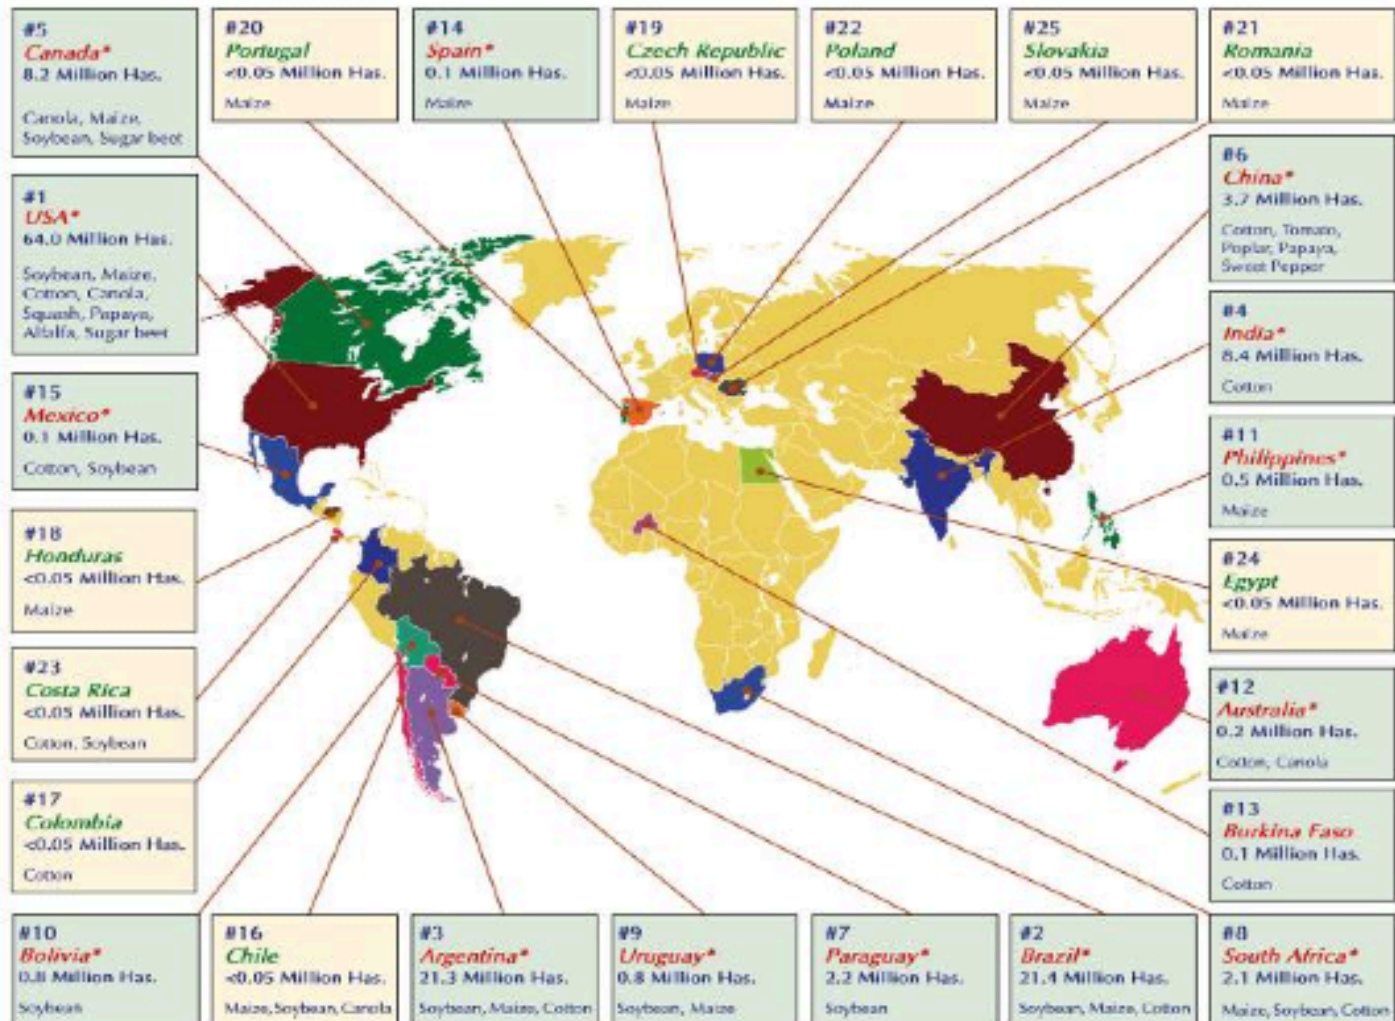 #5
Canada*
8.2 Million Has.
Canola, Maize,
Soybean, Sugar beet
#20
Portugal
<0.05 Million Has.
Maize
#14
Spain*
0.1 Million Has.
Maize
#19
Czech Republic
<0.05 Million Has.
Maize
#22
Poland
<0.05 Million Has.
Maize
#25
Slovakia
<0.05 Million Has.
Maize
#21
Romania
<0.05 Million Has.
Maize
#1
USA*
64.0 Million Has.
Soybean, Maize,
Cotton, Canola,
Squash, Papaya,
Alfalfa, Sugar beet
#15
Mexico*
0.1 Million Has.
Cotton, Soybean
#18
Honduras
<0.05 Million Has.
Maize
#23
Costa Rica
<0.05 Million Has.
Cotton, Soybean
#17
Colombia
<0.05 Million Has.
Cotton
#6
China*
3.7 Million Has.
Cotton, Tomato,
Poplar, Papaya,
Sweet Pepper
#4
India*
8.4 Million Has.
Cotton
#11
Philippines*
0.5 Million Has.
Maize
#24
Egypt
<0.05 Million Has.
Maize
#12
Australia*
0.2 Million Has.
Cotton, Canola
#13
Burkina Faso
0.1 Million Has.
Cotton
#10
Bolivia*
0.8 Million Has.
Soybean
#16
Chile
<0.05 Million Has.
Maize, Soybean, Canola
#3
Argentina*
21.3 Million Has.
Soybean, Maize, Cotton
#9
Uruguay*
0.8 Million Has.
Soybean, Maize
#7
Paraguay*
2.2 Million Has.
Soybean
#2
Brazil*
21.4 Million Has.
Soybean, Maize, Cotton
#8
South Africa*
2.1 Million Has.
Maize, Soybean, Cotton